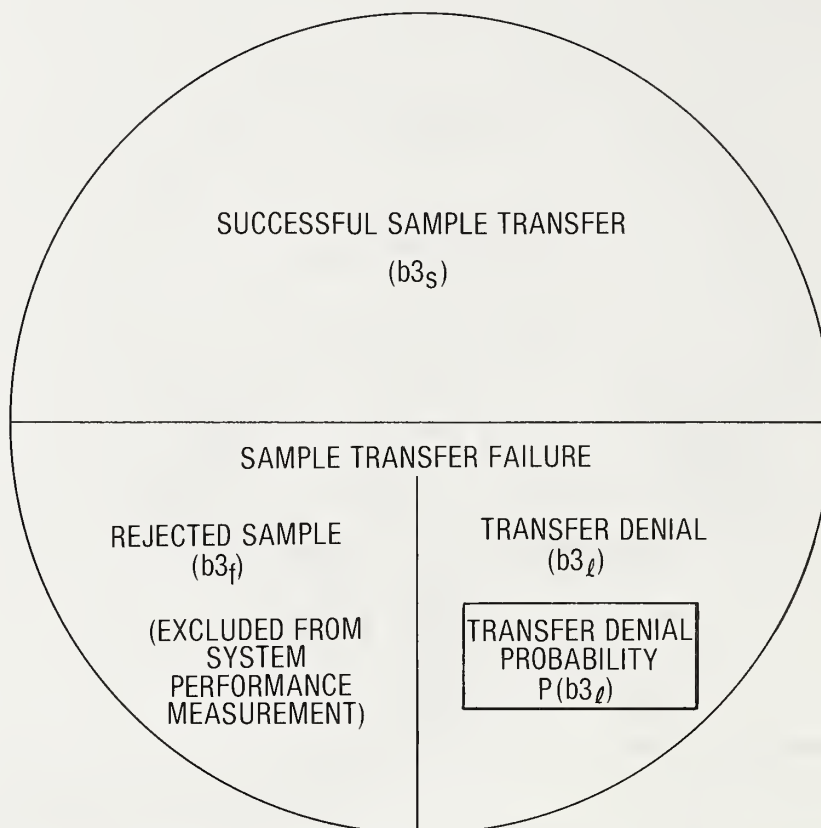 SUCCESSFUL SAMPLE TRANSFER
(b3s)
SAMPLE TRANSFER FAILURE
REJECTED SAMPLE
(b3f)
(EXCLUDED FROM
SYSTEM
PERFORMANCE
MEASUREMENT)
TRANSFER DENIAL
(b3ℓ)
TRANSFER DENIAL
PROBABILITY
P(b3ℓ)